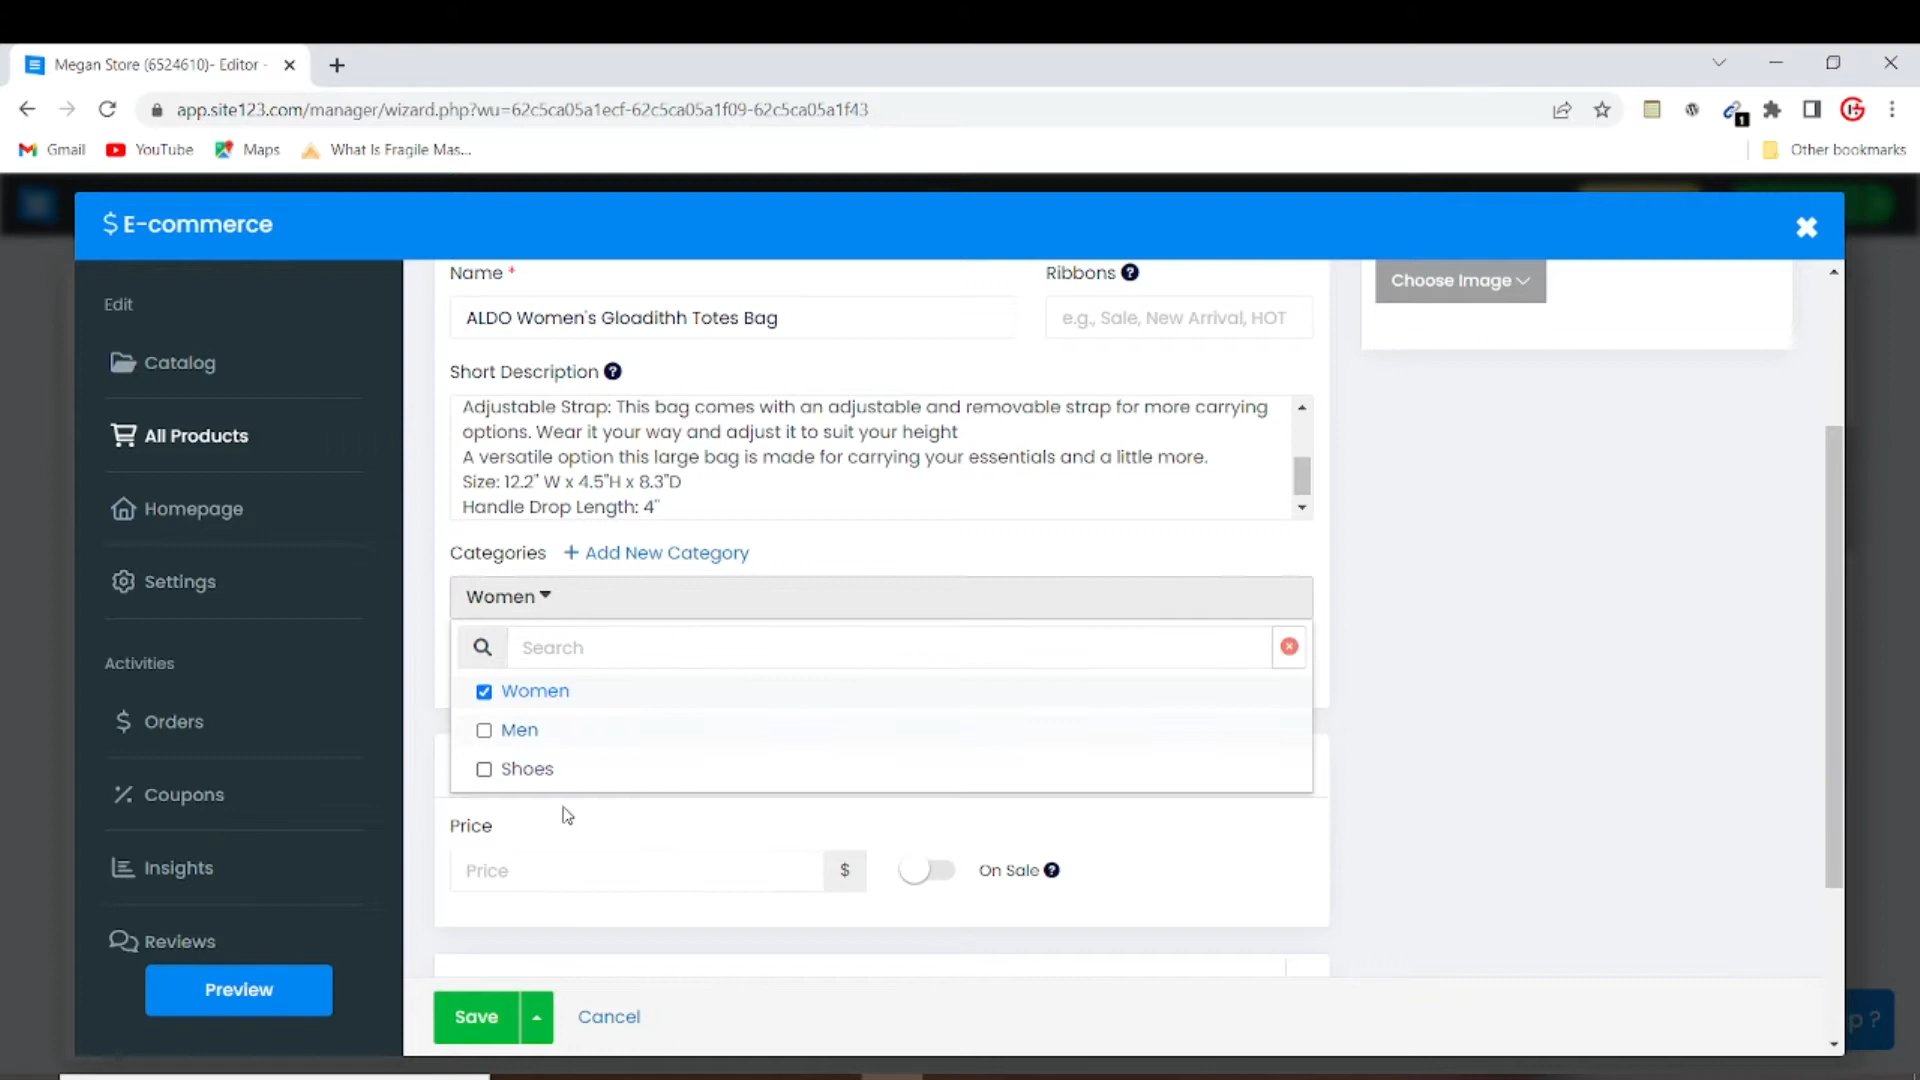 Megan Store (6524610)- Editor -
app.site123.com/manager/wizard.php?wu=62c5ca05a1ecf-62c5ca05a1f09-62c5ca05a1f43
1
Gmail
YouTube
Maps
What Is Fragile Mas...
Other bookmarks
$ E-commerce
Edit
Catalog
All Products
Homepage
Settings
Activities
$ Orders
Coupons
Insights
Reviews
Preview
Name *
Ribbons ?
ALDO Women's Gloadithh Totes Bag
e.g., Sale, New Arrival, HOT
Short Description ?
Adjustable Strap: This bag comes with an adjustable and removable strap for more carrying
options. Wear it your way and adjust it to suit your height
A versatile option this large bag is made for carrying your essentials and a little more.
Size: 12.2" W x 4.5"H x 8.3"D
Handle Drop Length: 4"
Categories + Add New Category
Women
Search
Women
Men
Shoes
Price
Price
$
On Sale ?
Save
Cancel
Choose Image
p ?